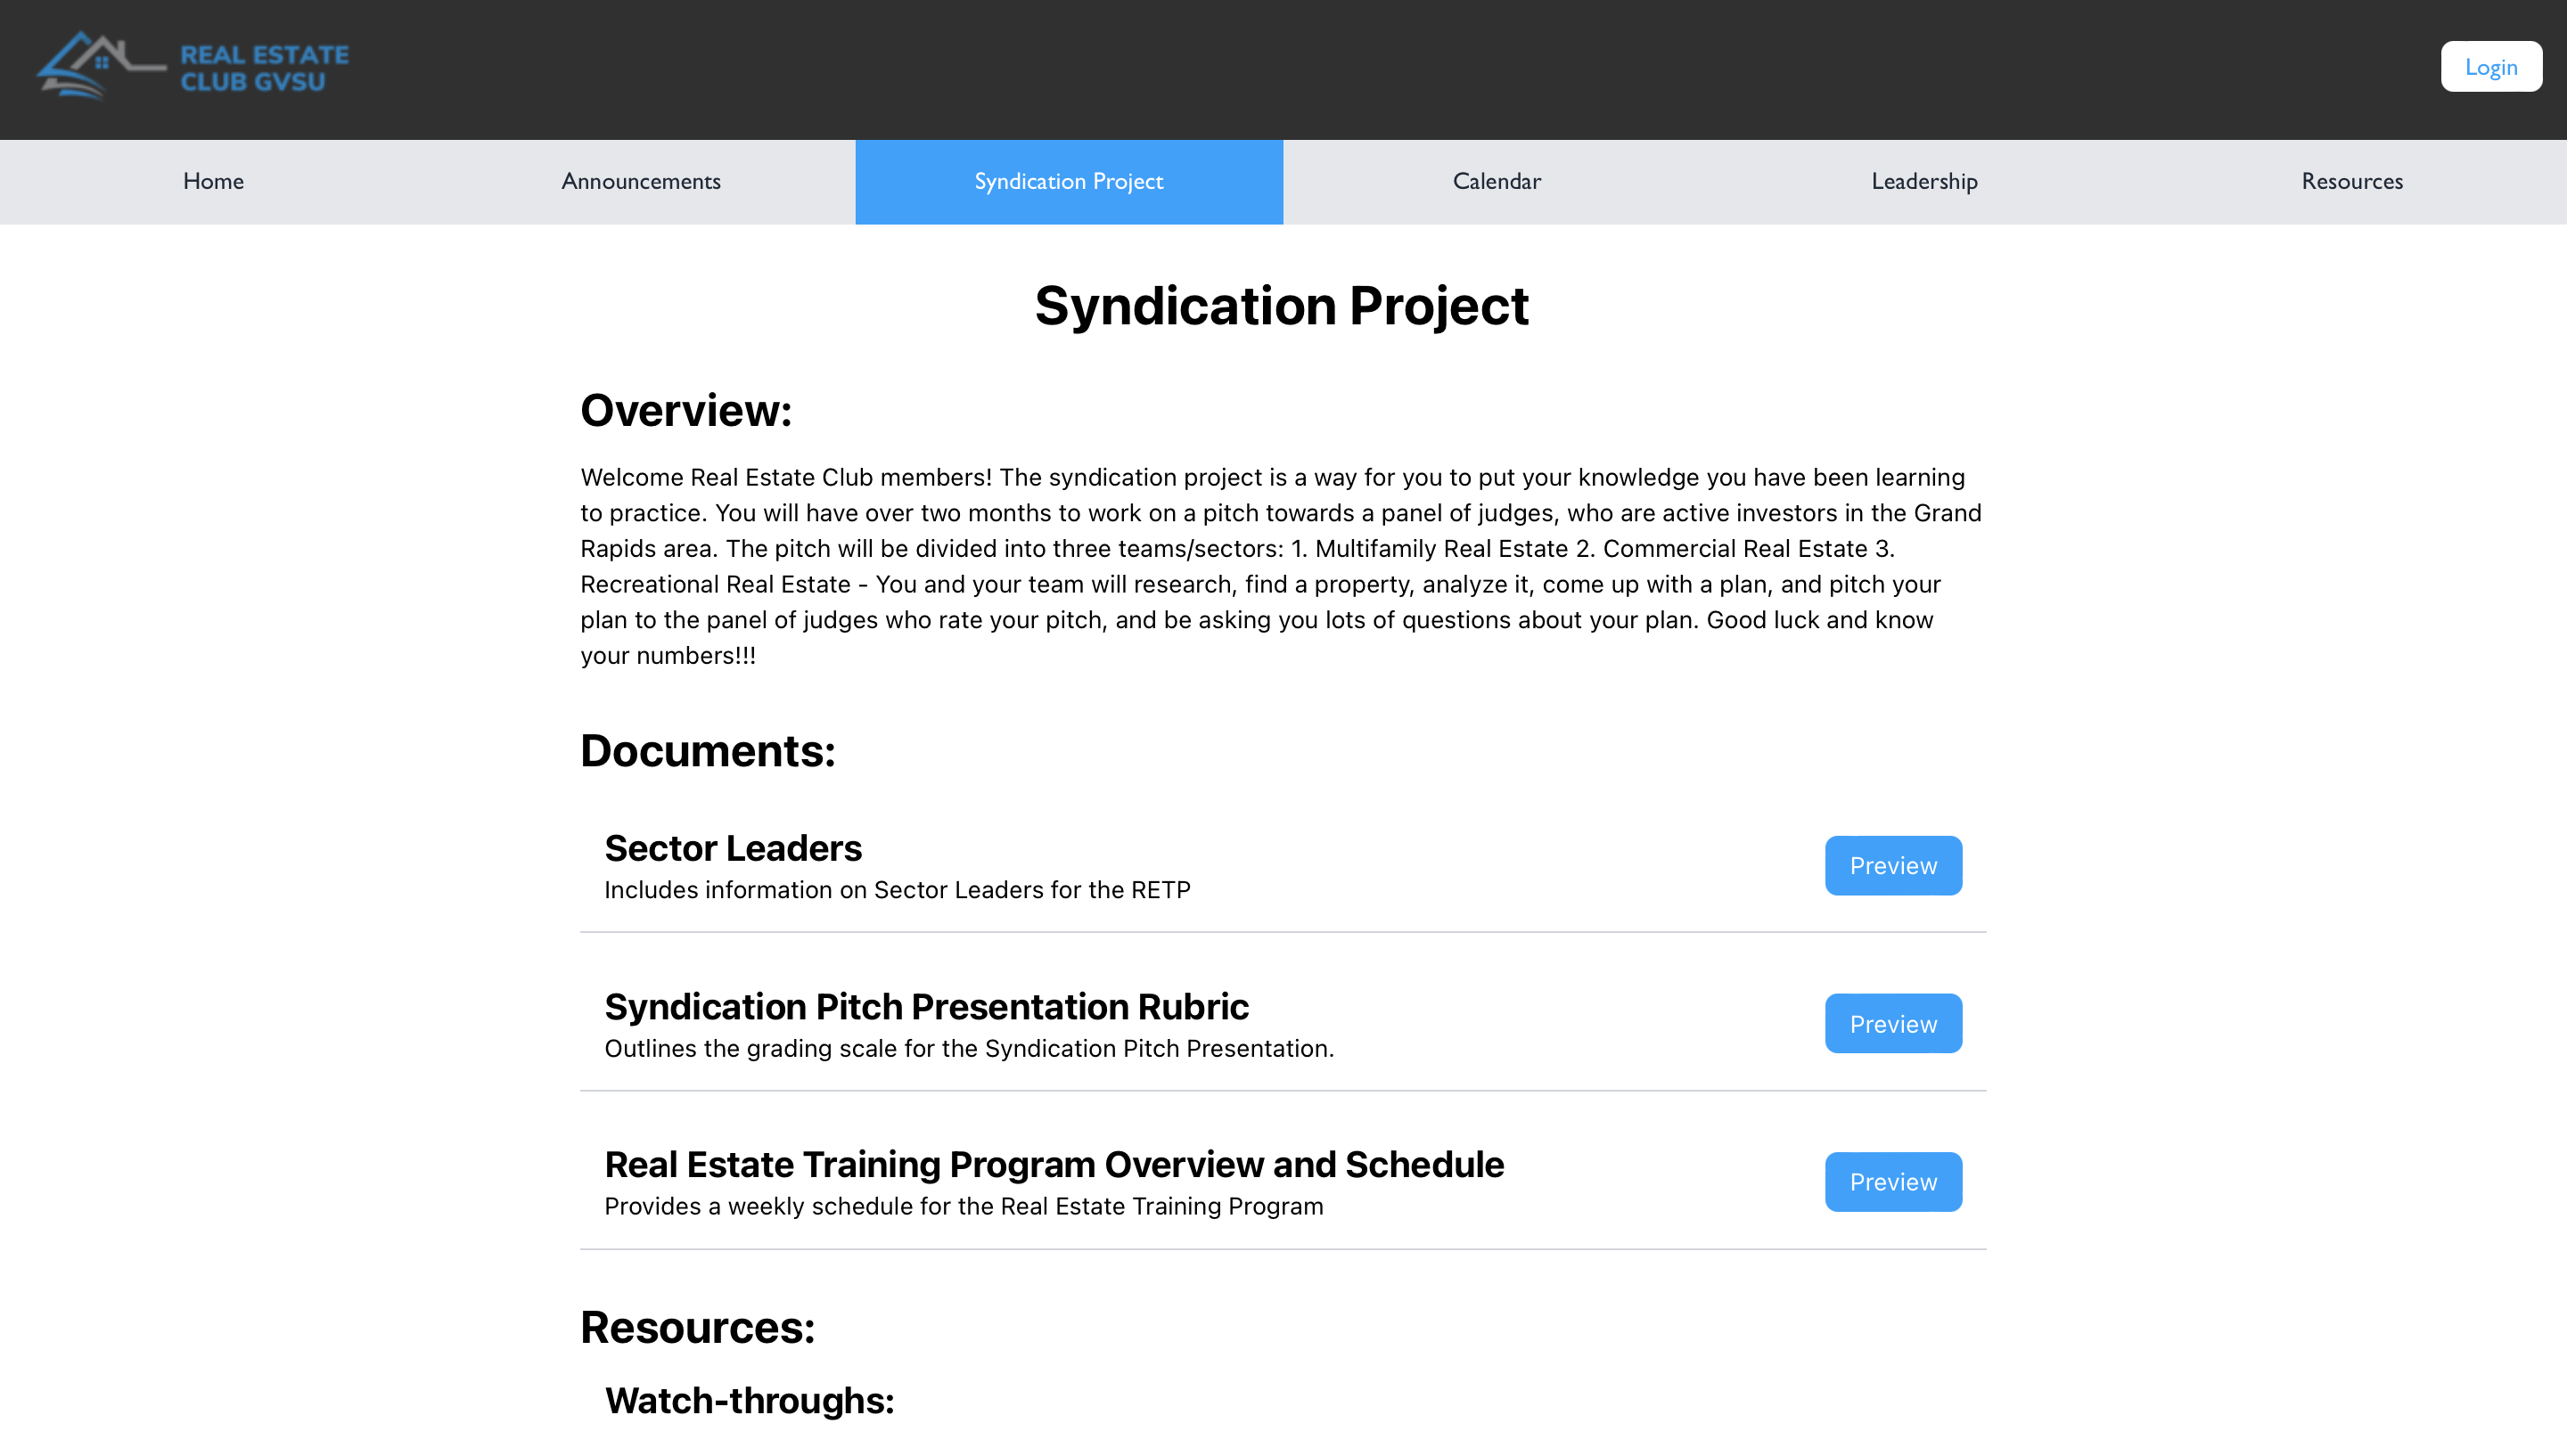 REAL ESTATE
CLUB GVSU
Login
Home
Announcements
Syndication Project
Calendar
Leadership
Resources
Syndication Project
Overview:
Welcome Real Estate Club members! The syndication project is a way for you to put your knowledge you have been learning
to practice. You will have over two months to work on a pitch towards a panel of judges, who are active investors in the Grand
Rapids area. The pitch will be divided into three teams/sectors: 1. Multifamily Real Estate 2. Commercial Real Estate 3.
Recreational Real Estate - You and your team will research, find a property, analyze it, come up with a plan, and pitch your
plan to the panel of judges who rate your pitch, and be asking you lots of questions about your plan. Good luck and know
your numbers!!!
Documents:
Sector Leaders
Includes information on Sector Leaders for the RETP
Preview
Syndication Pitch Presentation Rubric
Outlines the grading scale for the Syndication Pitch Presentation.
Preview
Real Estate Training Program Overview and Schedule
Provides a weekly schedule for the Real Estate Training Program
Preview
Resources:
Watch-throughs: